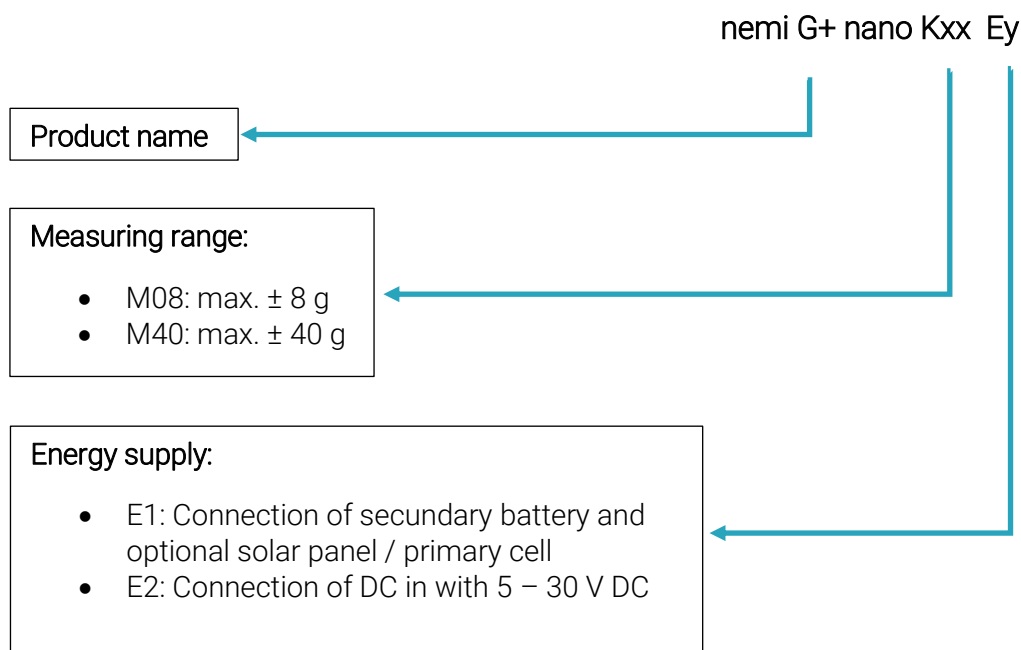 nemi G+ nano Kxx Ey
Product name
Measuring range:
• M08: max. ± 8 g
• M40: max. ± 40 g
Energy supply:
• E1: Connection of secundary battery and
optional solar panel / primary cell
• E2: Connection of DC in with 5 – 30 V DC